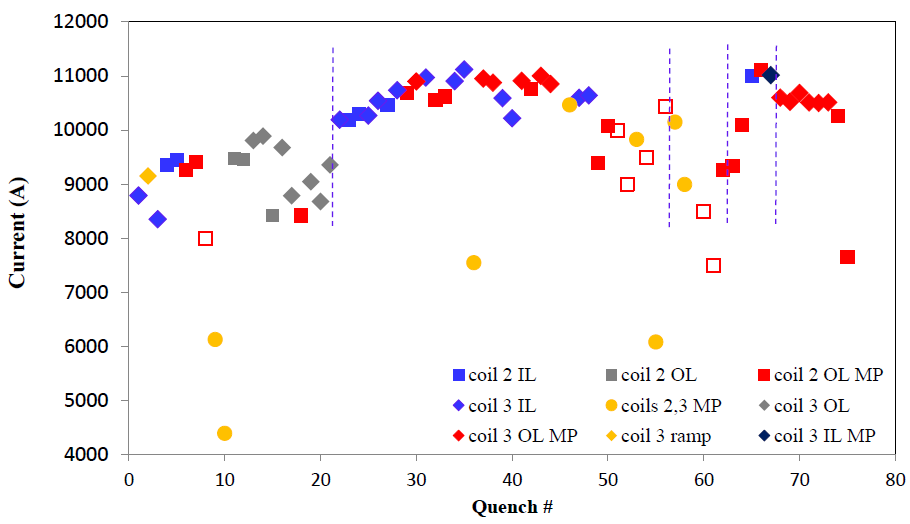 12000
11000
10000
9000
8000
7000
6000
5000
4000
Current (A)
coil 2 IL coil 2 OL coil 2 OL MP
coil 3 IL coils 2,3 MP coil 3 OL
coil 3 OL MP coil 3 ramp coil 3 IL MP
0 10 20 30 40 50 60 70 80
Quench #